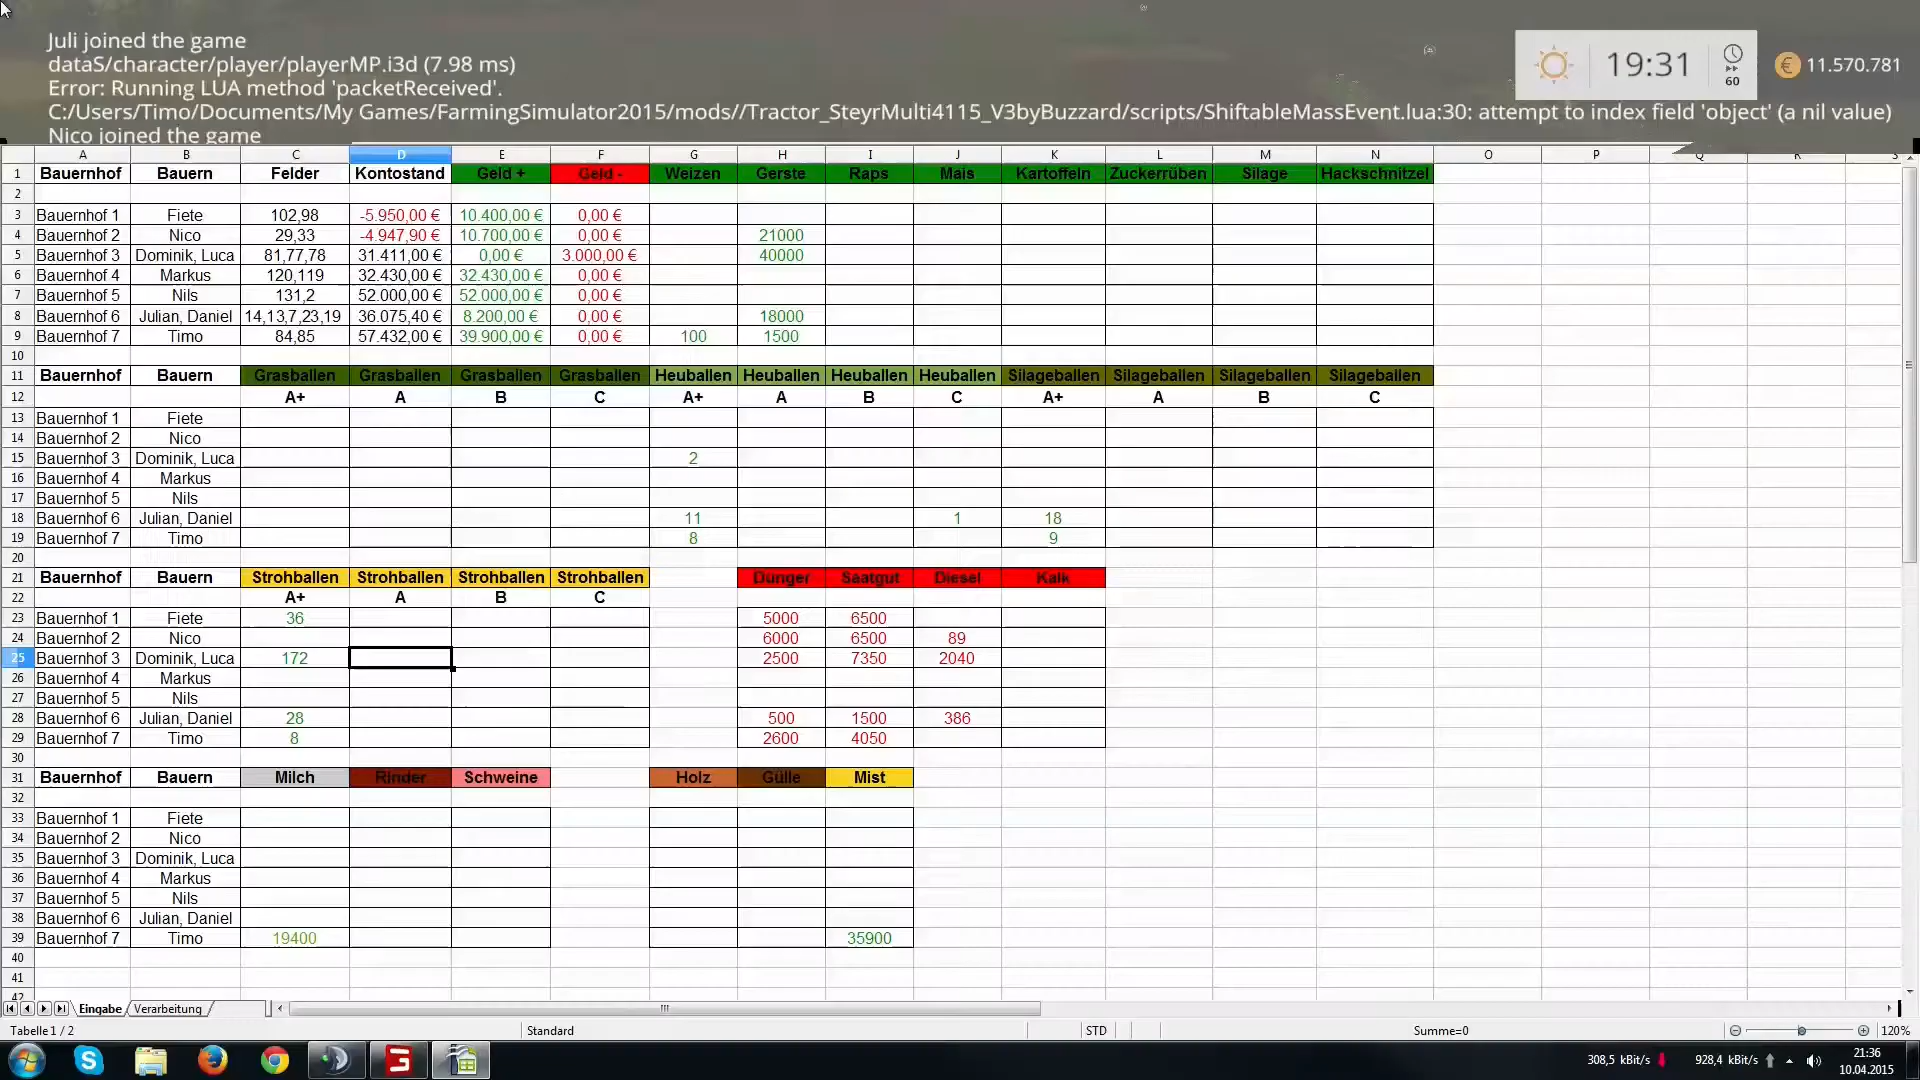 Juli joined the game
dataS/character/player/playerMP.i3d (7.98 ms)
Error: Running LUA method 'packetReceived'.
C:/Users/Timo/Documents/My Games/FarmingSimulator2015/mods//Tractor_SteyrMulti4115_V3byBuzzard/scripts/ShiftableMassEvent.lua:30: attempt to index field 'object' (a nil value)
Nico joined the game
19:31 60 11.570.781
A B C D E F G H I J K L M N O P Q R S
1 Bauernhof Bauern Felder Kontostand Geld + Geld - Weizen Gerste Raps Mais Kartoffeln Zuckerrüben Silage Hackschnitzel
2
3 Bauernhof 1 Fiete 102,98 -5.950,00 € 10.400,00 € 0,00 €
4 Bauernhof 2 Nico 29,33 -4.947,90 € 10.700,00 € 0,00 € 21000
5 Bauernhof 3 Dominik, Luca 81,77,78 31.411,00 € 0,00 € 3.000,00 € 40000
6 Bauernhof 4 Markus 120,119 32.430,00 € 32.430,00 € 0,00 €
7 Bauernhof 5 Nils 131,2 52.000,00 € 52.000,00 € 0,00 €
8 Bauernhof 6 Julian, Daniel 14,13,7,23,19 36.075,40 € 8.200,00 € 0,00 € 18000
9 Bauernhof 7 Timo 84,85 57.432,00 € 39.900,00 € 0,00 € 100 1500
10
11 Bauernhof Bauern Grasballen Grasballen Grasballen Grasballen Heuballen Heuballen Heuballen Heuballen Silageballen Silageballen Silageballen Silageballen
12 A+ A B C A+ A B C A+ A B C
13 Bauernhof 1 Fiete
14 Bauernhof 2 Nico
15 Bauernhof 3 Dominik, Luca 2
16 Bauernhof 4 Markus
17 Bauernhof 5 Nils
18 Bauernhof 6 Julian, Daniel 11 1 18
19 Bauernhof 7 Timo 8 9
20
21 Bauernhof Bauern Strohballen Strohballen Strohballen Strohballen Dünger Saatgut Diesel Kalk
22 A+ A B C
23 Bauernhof 1 Fiete 36 5000 6500
24 Bauernhof 2 Nico 6000 6500 89
25 Bauernhof 3 Dominik, Luca 172 2500 7350 2040
26 Bauernhof 4 Markus
27 Bauernhof 5 Nils
28 Bauernhof 6 Julian, Daniel 28 500 1500 386
29 Bauernhof 7 Timo 8 2600 4050
30
31 Bauernhof Bauern Milch Rinder Schweine Holz Gülle Mist
32
33 Bauernhof 1 Fiete
34 Bauernhof 2 Nico
35 Bauernhof 3 Dominik, Luca
36 Bauernhof 4 Markus
37 Bauernhof 5 Nils
38 Bauernhof 6 Julian, Daniel
39 Bauernhof 7 Timo 19400 35900
40
41
42
Eingabe Verarbeitung
Tabelle 1 / 2 Standard STD Summe=0 120%
308,5 kBit/s 928,4 kBit/s 21:36
10.04.2015